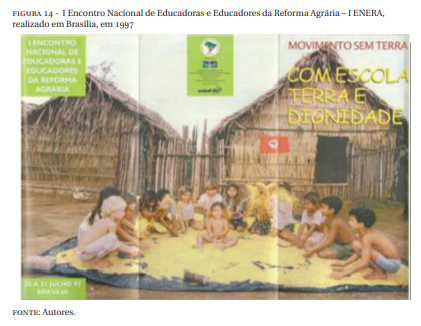 FIGURA 14 - I Encontro Nacional de Educadoras e Educadores da Reforma Agrária – I ENERA,
realizado em Brasília, em 1997
I ENCONTRO
NACIONAL DE
EDUCADORAS E
EDUCADORES
DA REFORMA
AGRÁRIA
MOVIMENTO SEM TERRA
COM ESCOLA
TERRA E
DIGNIDADE
unicef
A 31 JULHO 97
BRASÍLIA
FONTE: Autores.